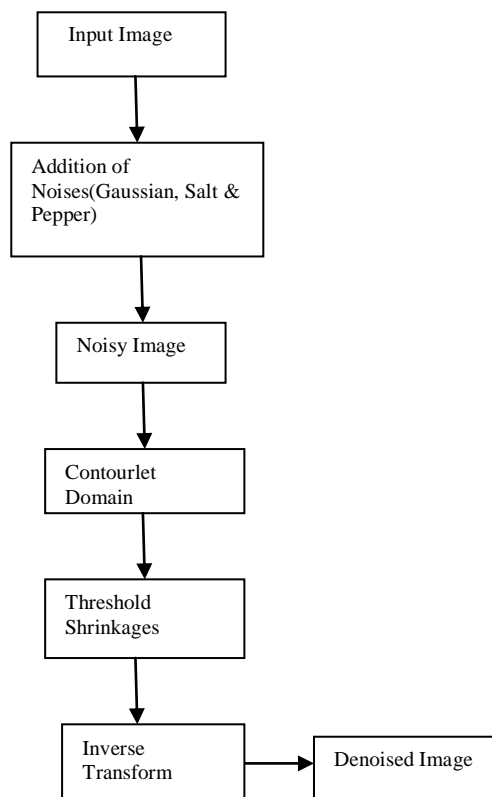 Input Image
Addition of
Noises(Gaussian, Salt &
Pepper)
Noisy Image
Contourlet
Domain
Threshold
Shrinkages
Inverse
Transform
Denoised Image